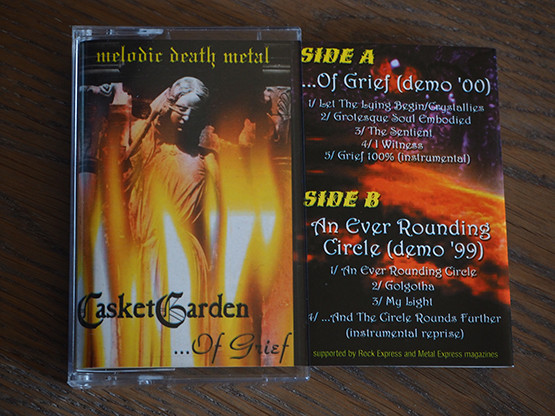 melodic death metal
CasketGarden
...Of Grief
SIDE A
...Of Grief (demo '00)
1/ Let The Lying Begin/Crystallies
2/ Grotesque Soul Embodied
3/ The Sentient
4/ I Witness
5/ Grief 100% (instrumental)
SIDE B
An Ever Rounding
Circle (demo '99)
1/ An Ever Rounding Circle
2/ Golgotha
3/ My Light
4/ ...And The Circle Rounds Further
(instrumental reprise)
supported by Rock Express and Metal Express magazines